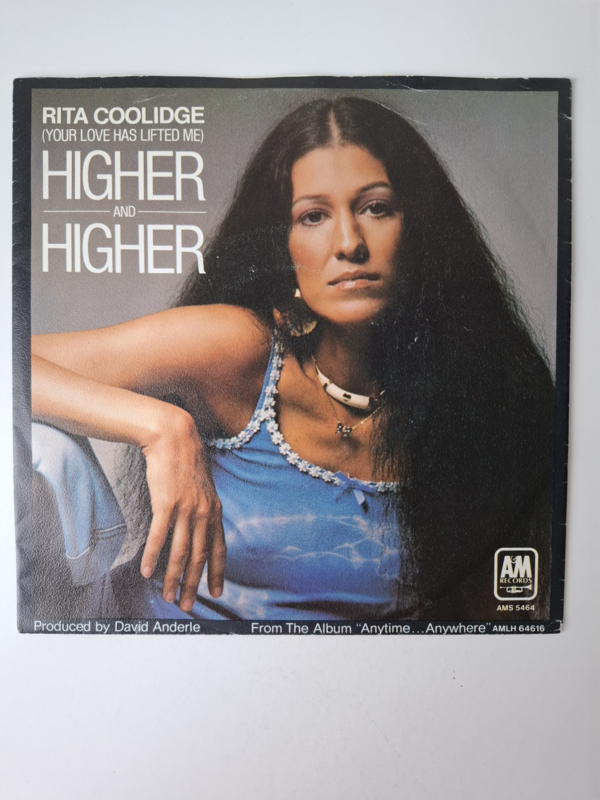 RITA COOLIDGE
(YOUR LOVE HAS LIFTED ME)
HIGHER
AND
HIGHER
A&M
RECORDS
AMS 5464
Produced by David Anderle
From The Album "Anytime...Anywhere" AMLH 64616